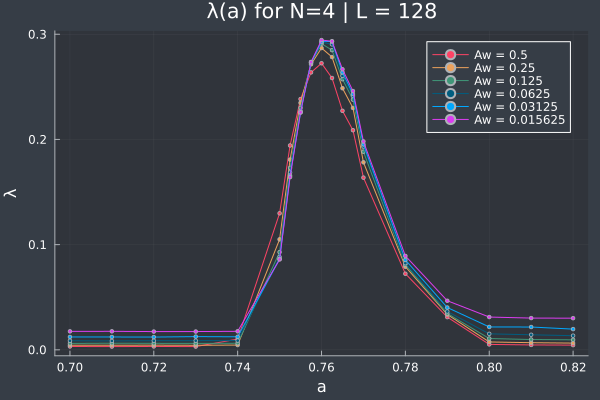 λ(a) for N=4 | L = 128
λ
0.3
0.2
0.1
0.0
Aw = 0.5
Aw = 0.25
Aw = 0.125
Aw = 0.0625
Aw = 0.03125
Aw = 0.015625
0.70 0.72 0.74 0.76 0.78 0.80 0.82
a